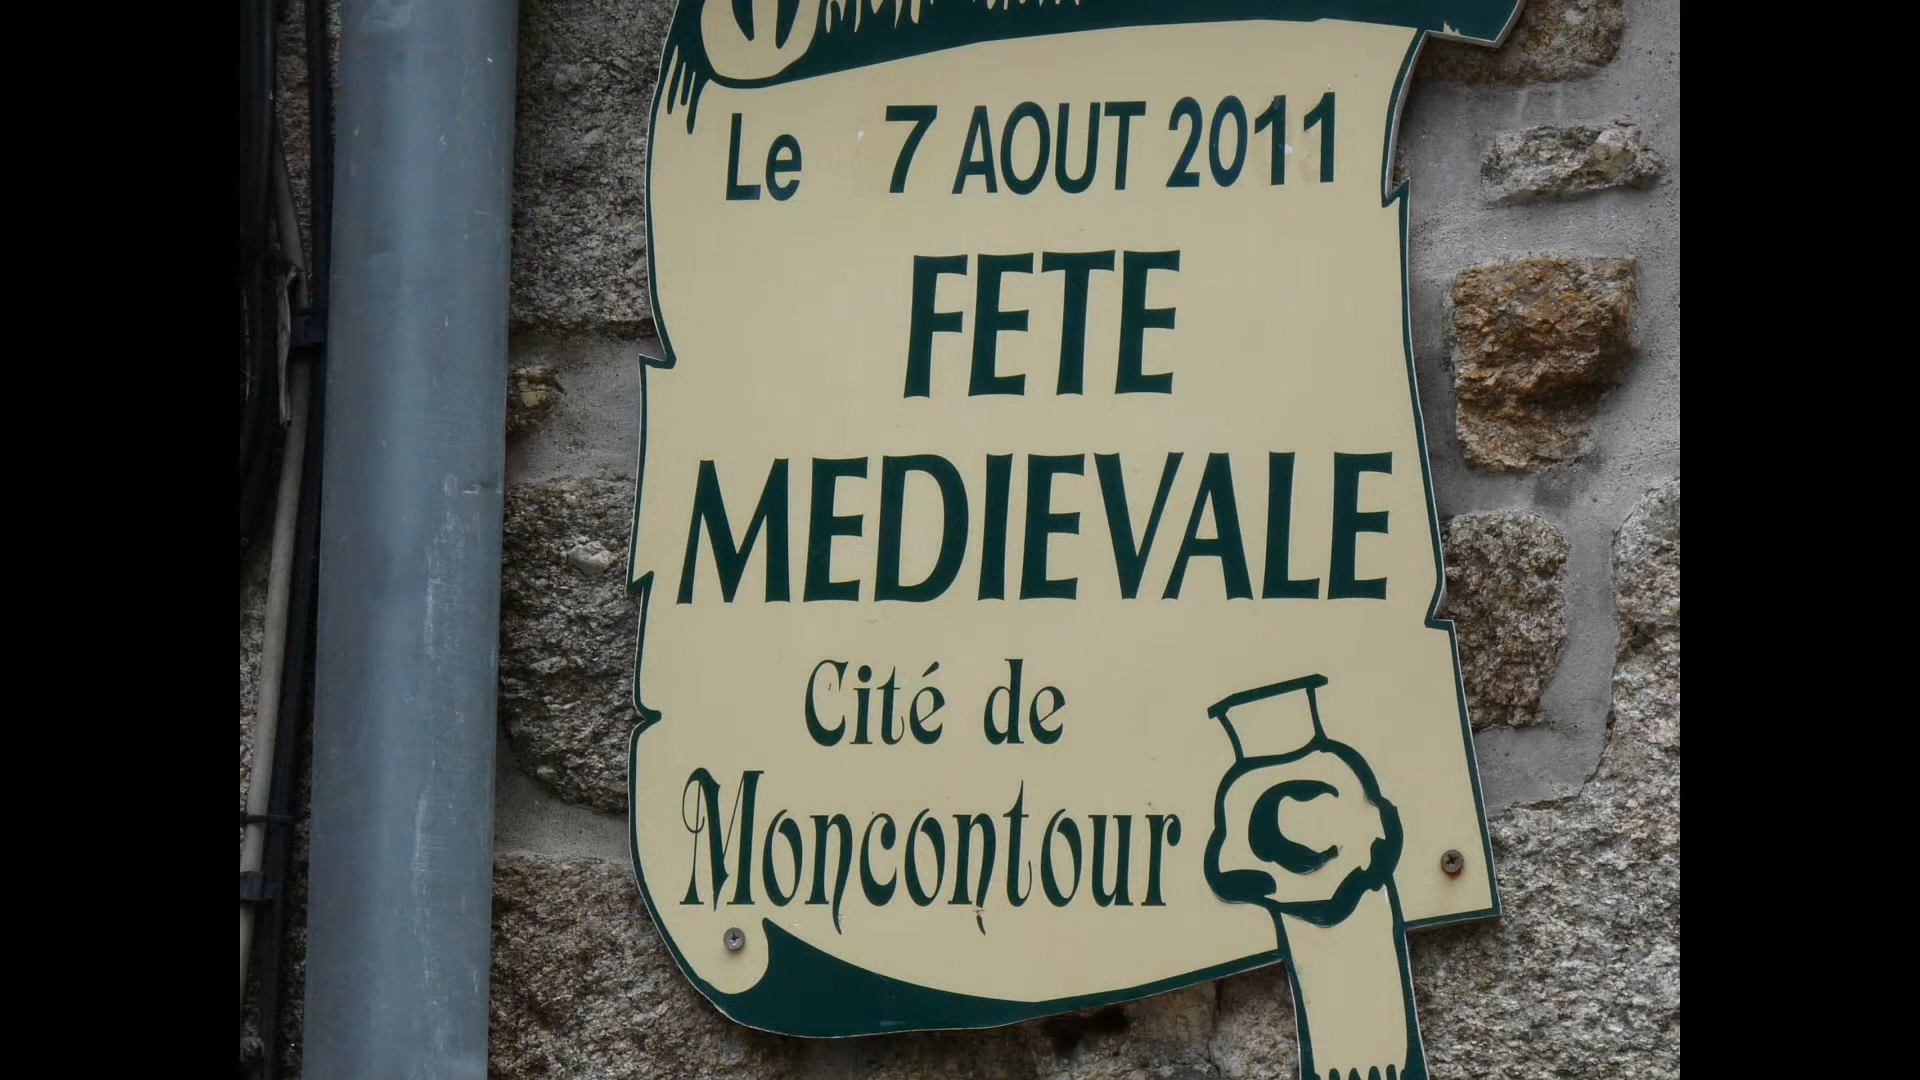 Le 7 AOUT 2011
FETE
MEDIEVALE
Cité de
Moncontour
C